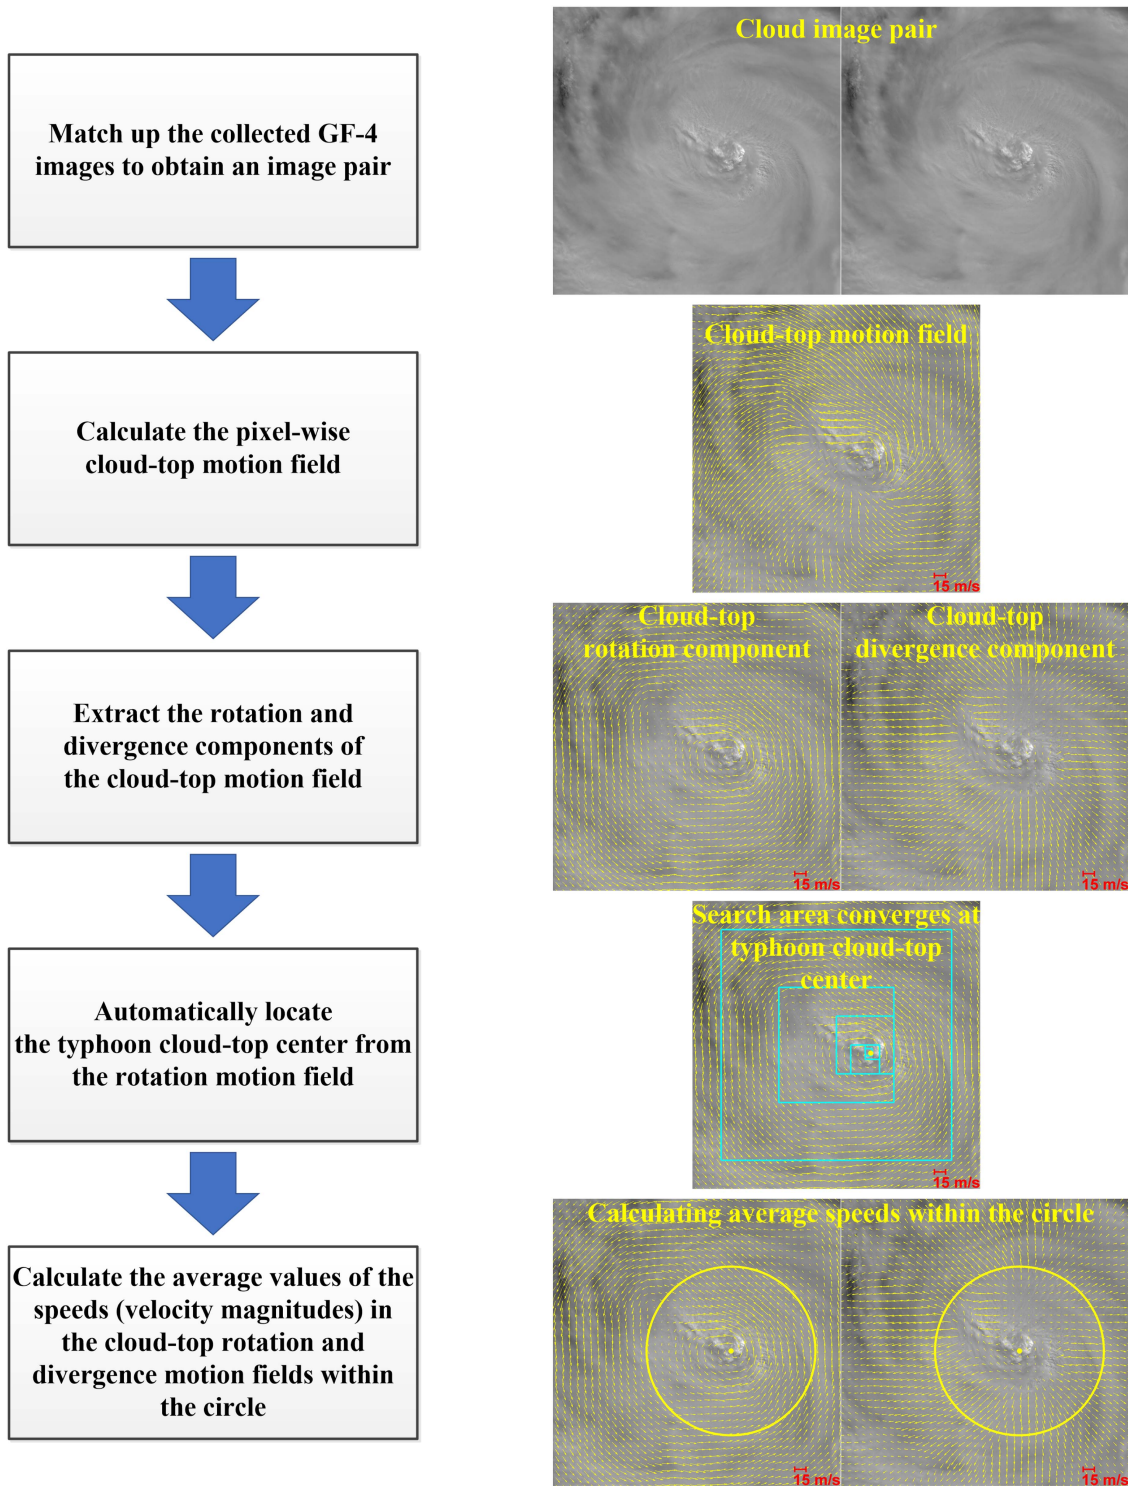 Match up the collected GF-4
images to obtain an image pair
Cloud image pair
Calculate the pixel-wise
cloud-top motion field
Cloud-top motion field
15 m/s
Extract the rotation and
divergence components of
the cloud-top motion field
Cloud-top
rotation component
15 m/s
Cloud-top
divergence component
15 m/s
Automatically locate
the typhoon cloud-top center from
the rotation motion field
Search area converges at
typhoon cloud-top
center
15 m/s
Calculate the average values of the
speeds (velocity magnitudes) in
the cloud-top rotation and
divergence motion fields within
the circle
Calculating average speeds within the circle
15 m/s
15 m/s